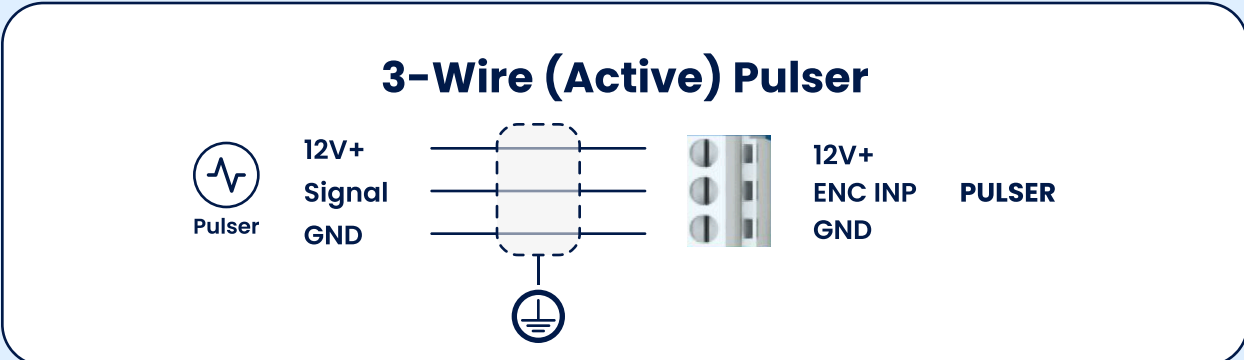 3-Wire (Active) Pulser
Pulser
12V+
Signal
GND
12V+
ENC INP
GND
PULSER